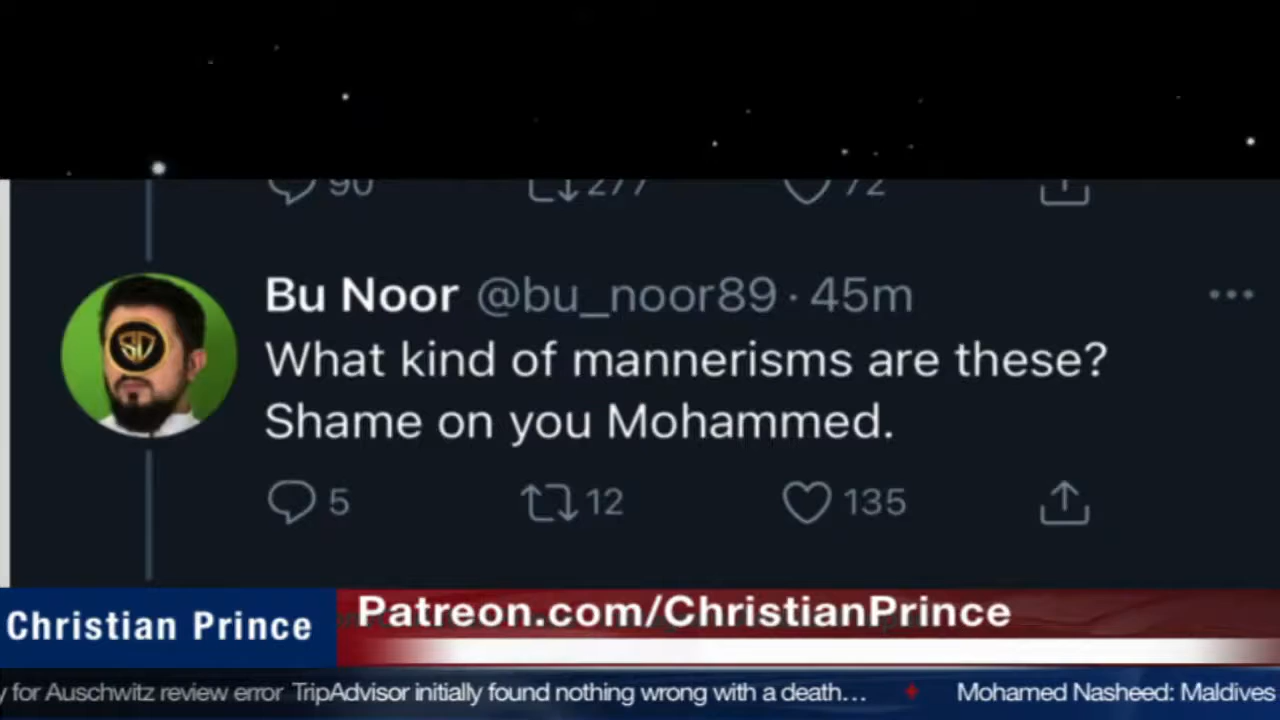 90 277 72
Bu Noor @bu_noor89 · 45m
What kind of mannerisms are these?
Shame on you Mohammed.
5 12 135
Christian Prince
Patreon.com/ChristianPrince
y for Auschwitz review error TripAdvisor initially found nothing wrong with a death… Mohamed Nasheed: Maldives